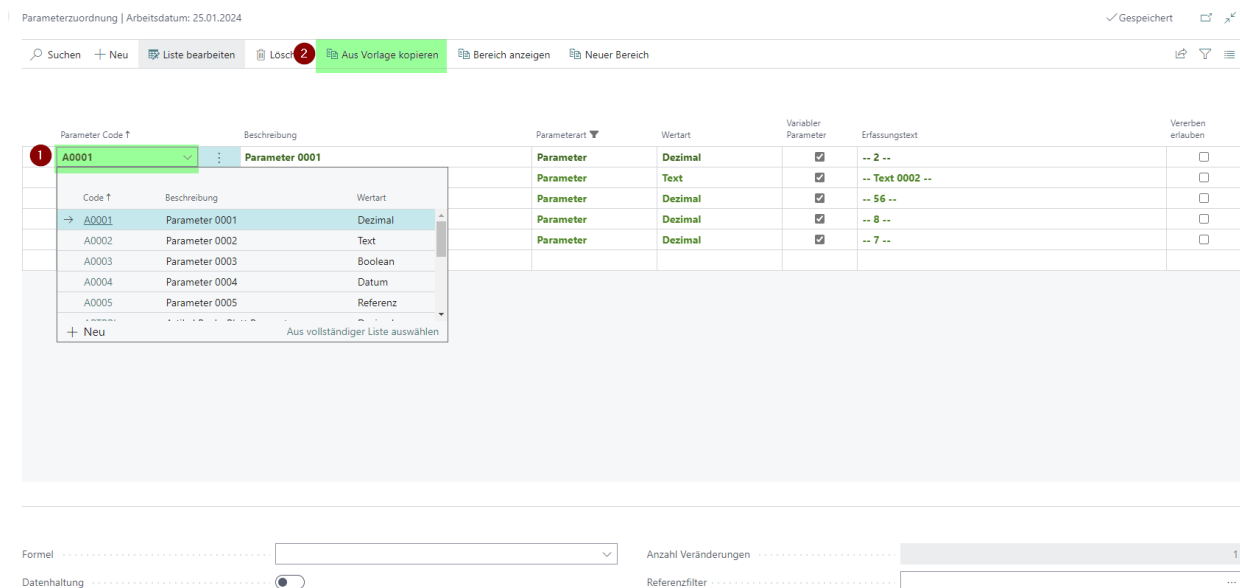 Parameterzuordnung | Arbeitsdatum: 25.01.2024
Gespeichert
Suchen + Neu Liste bearbeiten Lösch 2 Aus Vorlage kopieren Bereich anzeigen Neuer Bereich
Variabler Vererben
Parameter Code ↑ Beschreibung Parameterart Wertart Parameter Erfassungstext erlauben
1 A0001 Parameter 0001 Parameter Dezimal -- 2 --
Parameter Text -- Text 0002 --
Code ↑ Beschreibung Wertart Parameter Dezimal -- 56 --
→ A0001 Parameter 0001 Dezimal Parameter Dezimal -- 8 --
A0002 Parameter 0002 Text Parameter Dezimal -- 7 --
A0003 Parameter 0003 Boolean
A0004 Parameter 0004 Datum
A0005 Parameter 0005 Referenz
+ Neu Aus vollständiger Liste auswählen
Formel Anzahl Veränderungen 1
Datenhaltung Referenzfilter ...